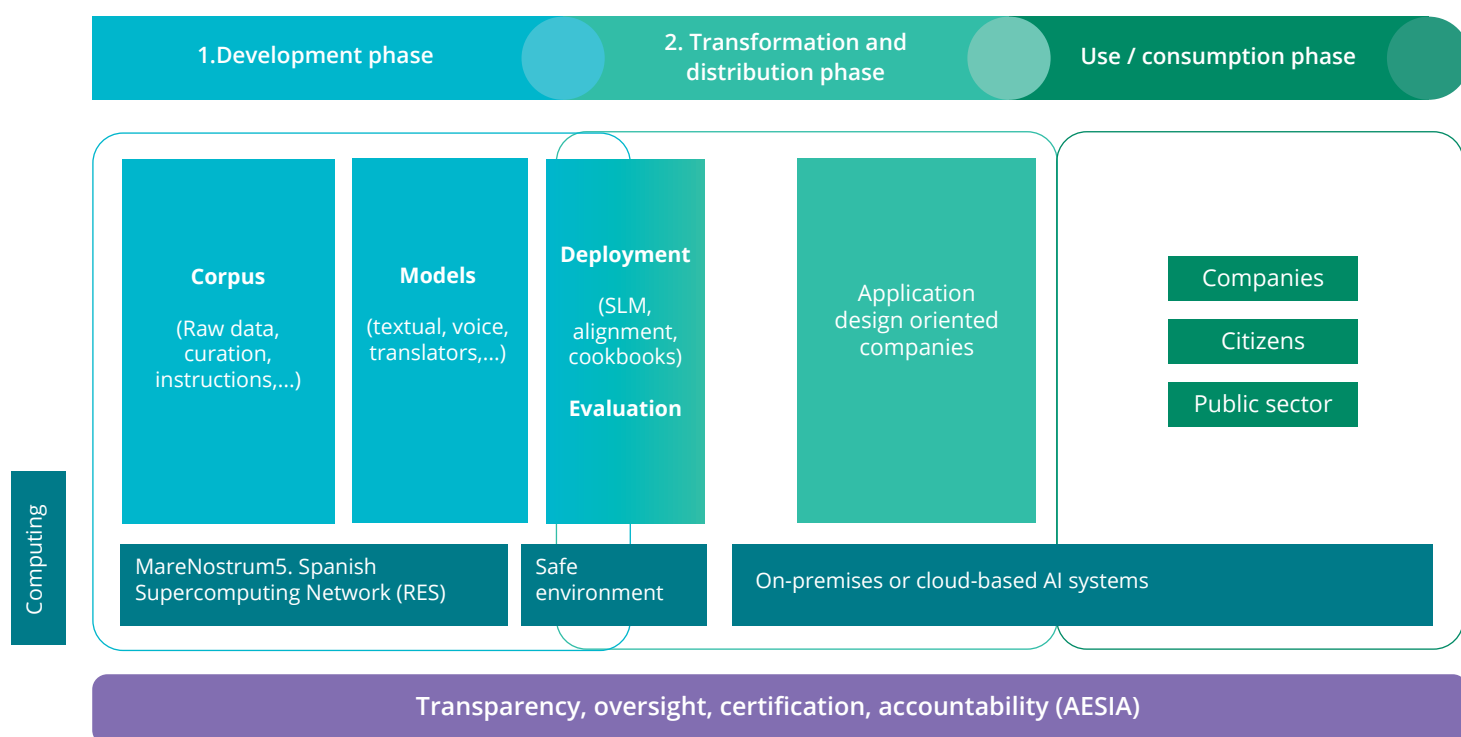 1.Development phase
2. Transformation and
distribution phase
Use / consumption phase
Corpus
(Raw data,
curation,
instructions,...)
Models
(textual, voice,
translators,...)
Deployment
(SLM,
alignment,
cookbooks)
Evaluation
Application
design oriented
companies
Companies
Citizens
Public sector
Computing
MareNostrum5. Spanish
Supercomputing Network (RES)
Safe
environment
On-premises or cloud-based AI systems
Transparency, oversight, certification, accountability (AESIA)